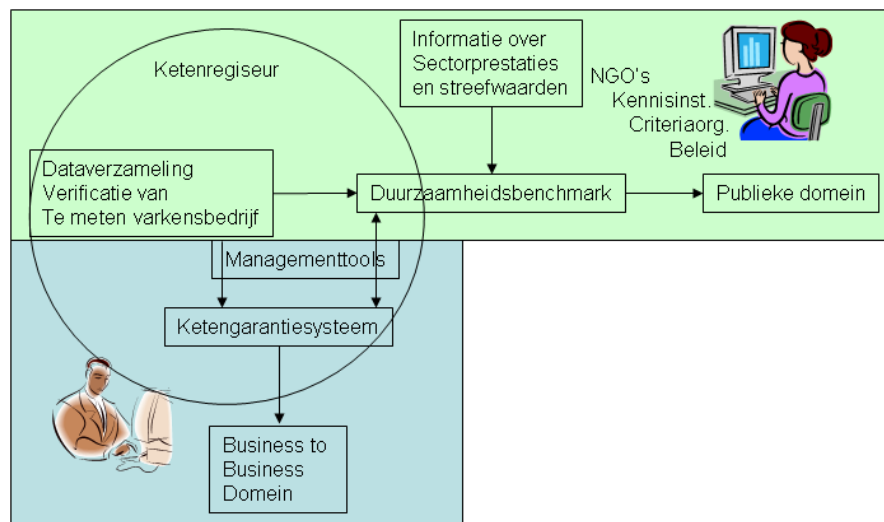 Ketenregiseur
Informatie over
Sectorprestaties
en streefwaarden
NGO's
Kennisinst.
Criteriaorg.
Beleid
Dataverzameling
Verificatie van
Te meten varkensbedrijf
Duurzaamheidsbenchmark
Publieke domein
Managementtools
Ketengarantiesysteem
Business to
Business
Domein